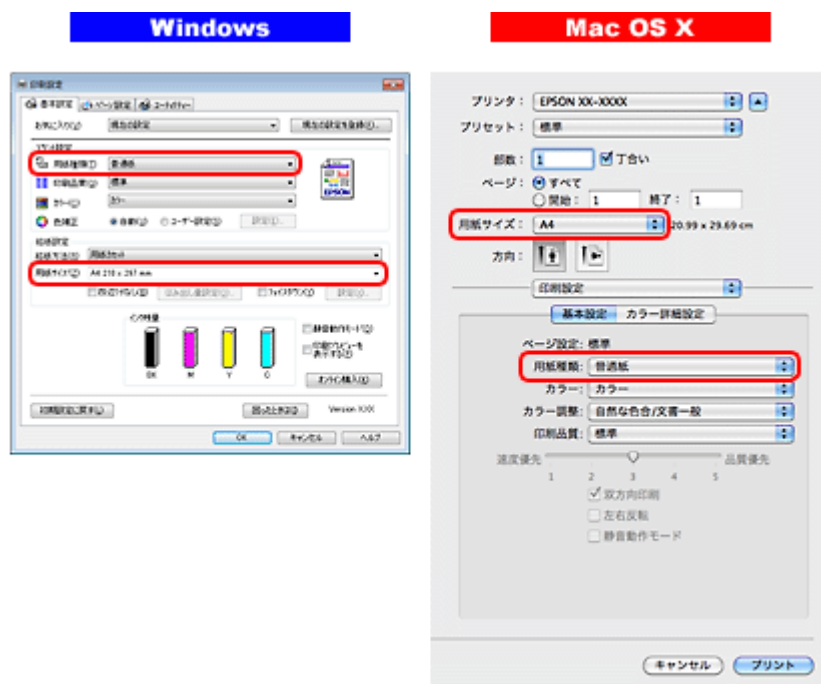 Windows
印刷設定
基本設定 ページ設定 ユーティリティー
お気に入り(V) 現在の設定 現在の設定を登録(E)...
用紙種類(T) 普通紙
印刷品質(Q) 標準
カラー(C) カラー
色補正 自動(K) ユーザー設定(S) 設定(I)...
EPSON
給紙設定
給紙方法(D) 用紙カセット
用紙サイズ(Z) A4 210 x 297 mm
インク残量
BK M Y C
静音動作モード(5)
印刷プレビューを
表示する(P)
オンライン購入(B)
初期設定に戻す(L) 困ったときは(J) Version X.XX
OK キャンセル ヘルプ
Mac OS X
プリンタ： EPSON XX-XXXX
プリセット： 標準
部数： 1 丁合い
ページ： すべて
開始： 1 終了： 1
用紙サイズ： A4 20.99 x 29.69 cm
方向：
印刷設定
基本設定 カラー詳細設定
ページ設定: 標準
用紙種類: 普通紙
カラー: カラー
カラー調整: 自然な色合/文書一般
印刷品質: 標準
速度優先 品質優先
1 2 3 4 5
双方向印刷
左右反転
静音動作モード
キャンセル プリント